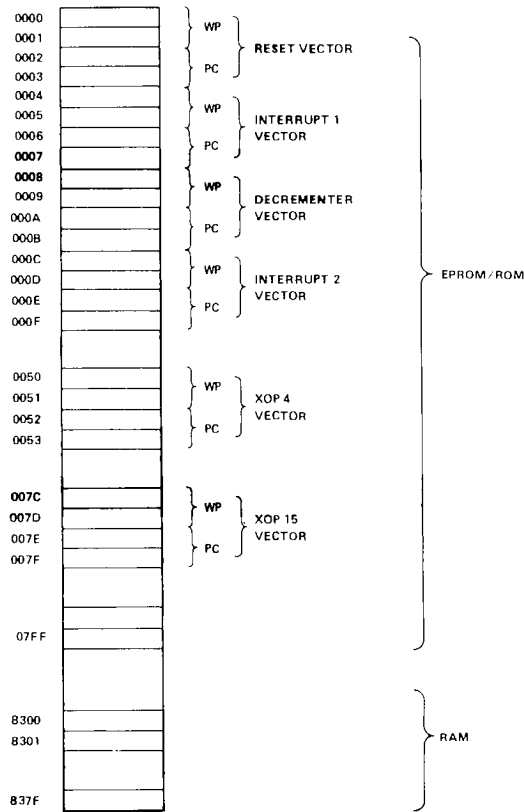 0000
0001 WP
RESET VECTOR
0002
PC
0003
0004
WP INTERRUPT 1
0005
VECTOR
0006
PC
0007
0008
WP DECREMENTER
0009
VECTOR
000A
PC
000B
000C
WP INTERRUPT 2
000D
VECTOR
000E
PC
000F
EPROM/ROM
0050
WP XOP 4
0051
VECTOR
0052
PC
0053
007C
WP XOP 15
007D
VECTOR
007E
PC
007F
07FF
8300
8301
RAM
837F